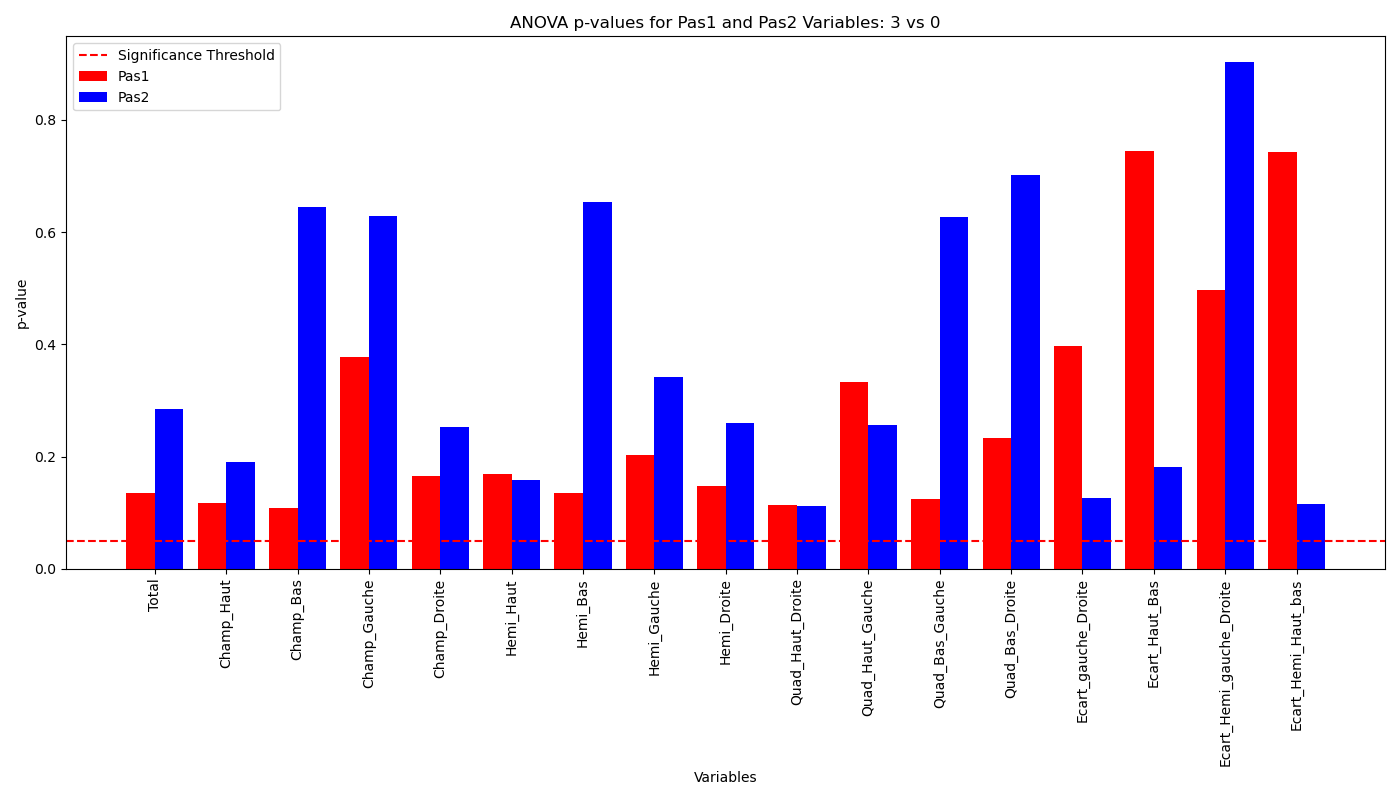 ANOVA p-values for Pas1 and Pas2 Variables: 3 vs 0
Significance Threshold
Pas1
Pas2
p-value
0.8
0.6
0.4
0.2
0.0
Total
Champ_Haut
Champ_Bas
Champ_Gauche
Champ_Droite
Hemi_Haut
Hemi_Bas
Hemi_Gauche
Hemi_Droite
Quad_Haut_Droite
Quad_Haut_Gauche
Quad_Bas_Gauche
Quad_Bas_Droite
Ecart_gauche_Droite
Ecart_Haut_Bas
Ecart_Hemi_gauche_Droite
Ecart_Hemi_Haut_bas
Variables